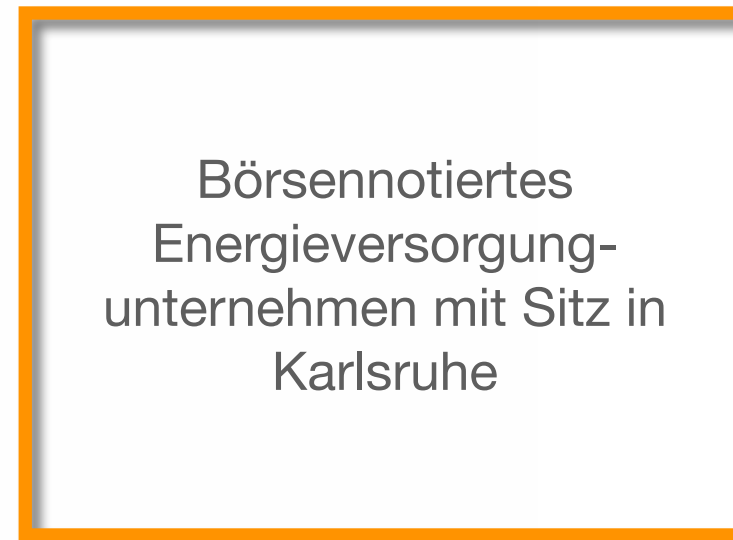 Börsennotiertes
Energieversorgung-
unternehmen mit Sitz in
Karlsruhe